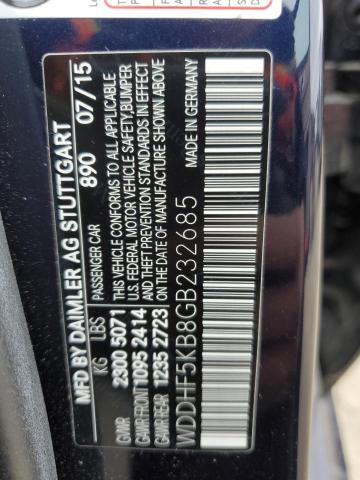 MFD BY DAIMLER AG STUTTGART
890 07/15
KG LBS PASSENGER CAR
GVWR 2300 5071 THIS VEHICLE CONFORMS TO ALL APPLICABLE
GAWR FRONT 1095 2414 U.S. FEDERAL MOTOR VEHICLE SAFETY, BUMPER
GAWR REAR 1235 2723 AND THEFT PREVENTION STANDARDS IN EFFECT
ON THE DATE OF MANUFACTURE SHOWN ABOVE
WDDHF5KB8GB232685
MADE IN GERMANY